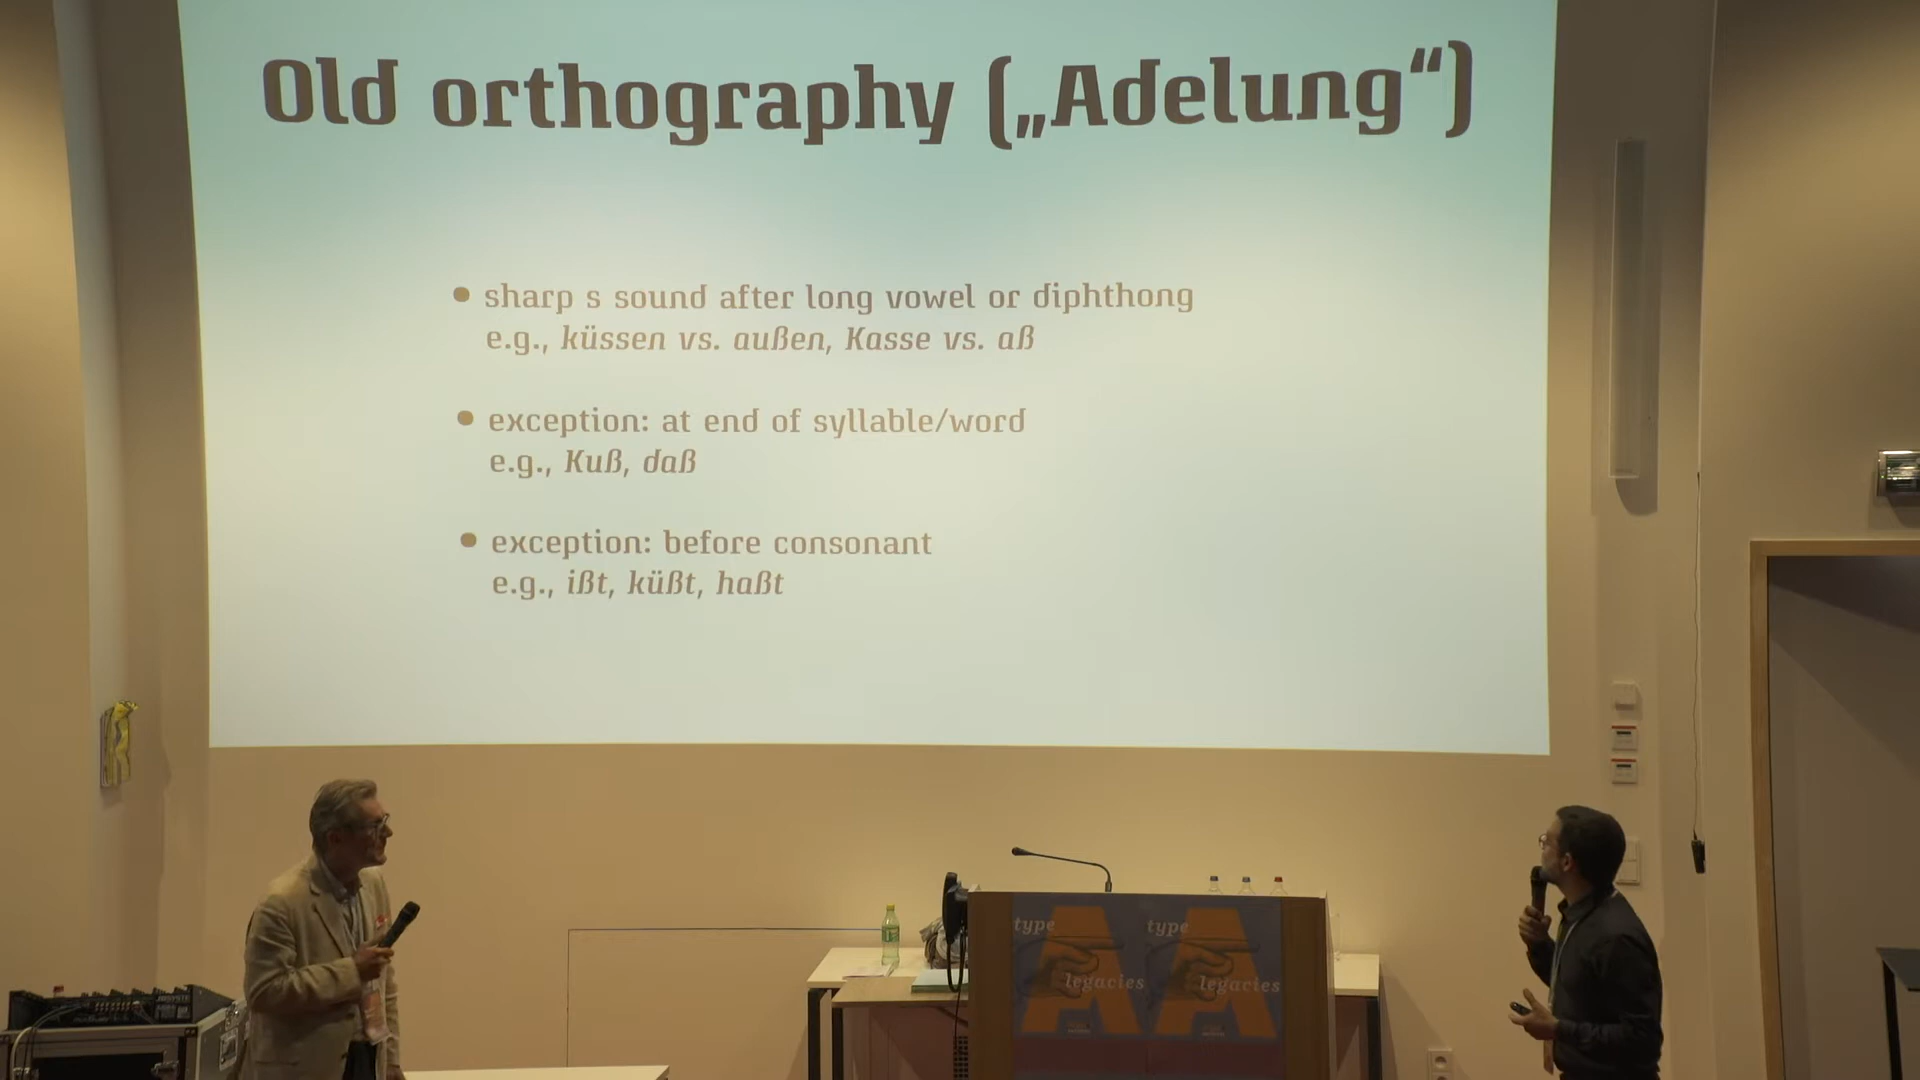 Old orthography („Adelung“)
• sharp s sound after long vowel or diphthong
e.g., küssen vs. außen, Kasse vs. aß
• exception: at end of syllable/word
e.g., Kuß, daß
• exception: before consonant
e.g., ißt, küßt, haßt
type
legacies
type
legacies